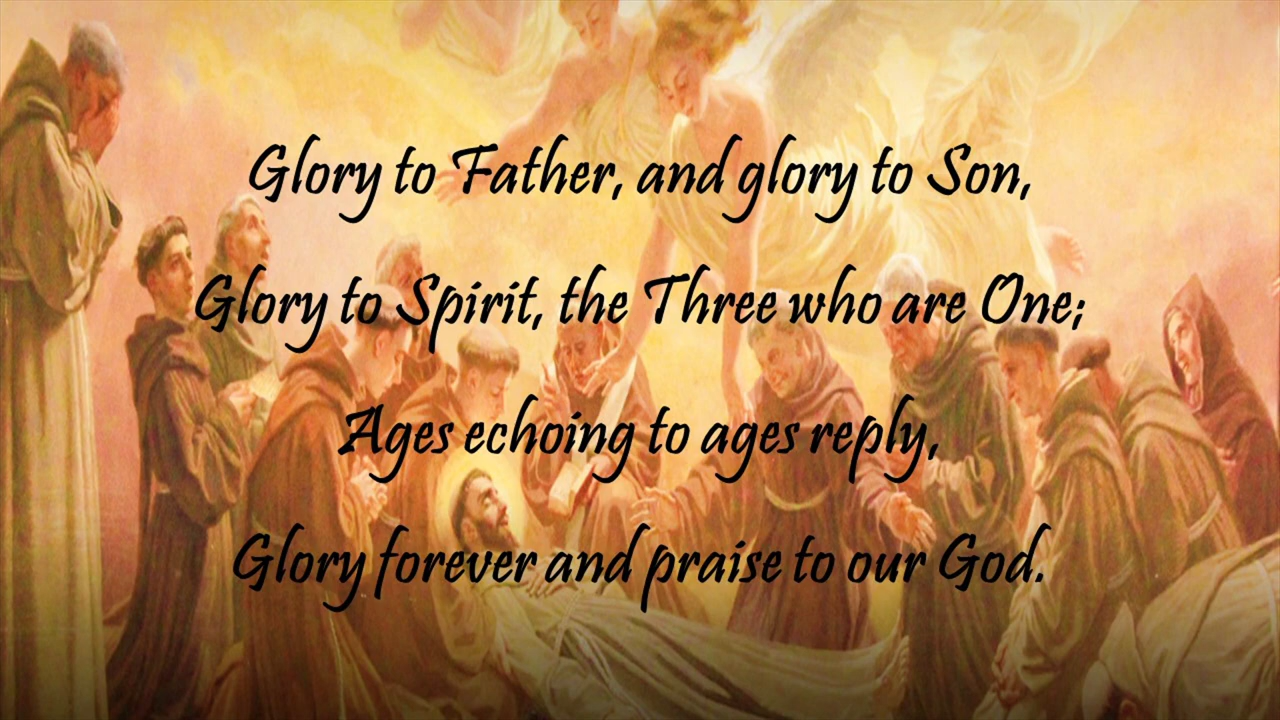 Glory to Father, and glory to Son,
Glory to Spirit, the Three who are One;
Ages echoing to ages reply,
Glory forever and praise to our God.